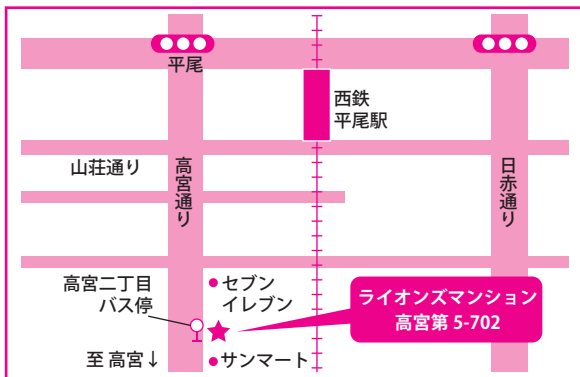 平尾
西鉄
平尾駅
山荘通り
高宮通り
日赤通り
高宮二丁目
バス停
セブン
イレブン
ライオンズマンション
高宮第 5-702
至 高宮↓
サンマート